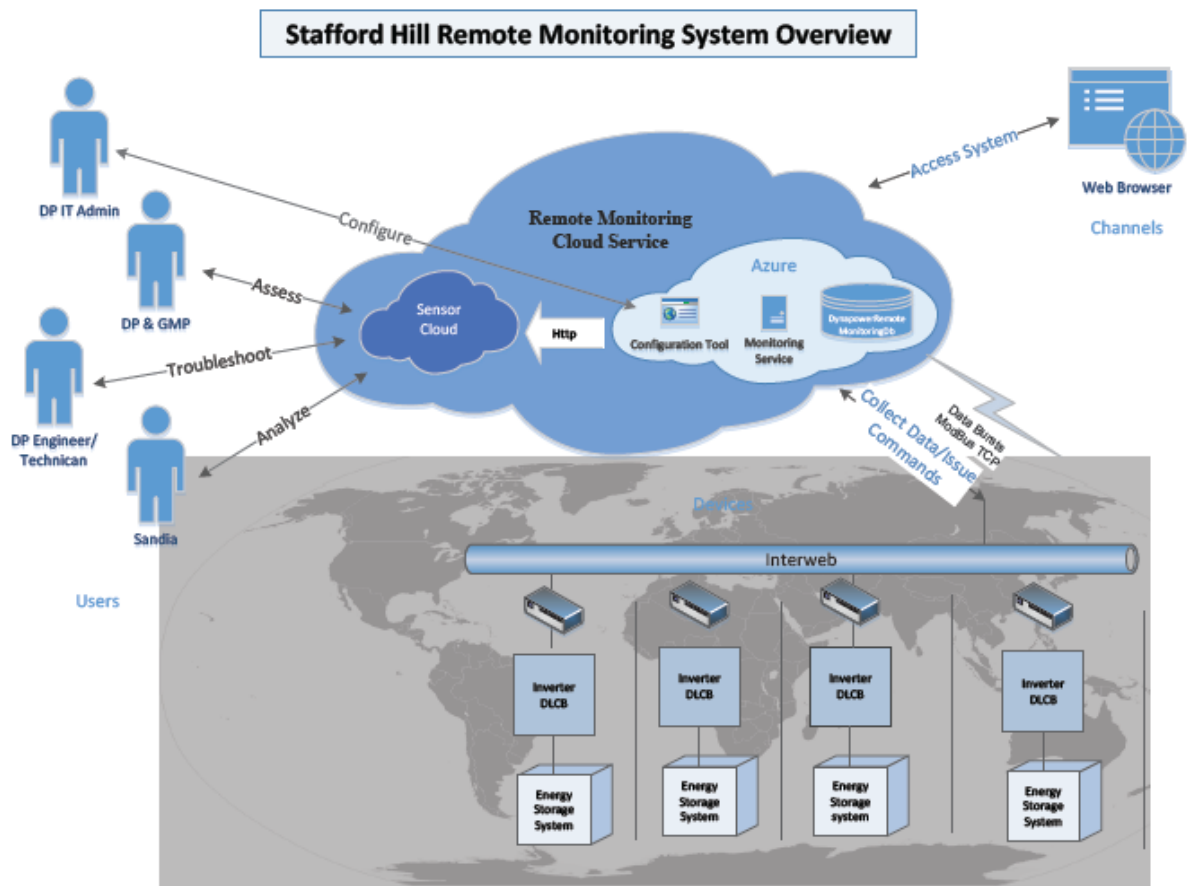 Stafford Hill Remote Monitoring System Overview
DP IT Admin
DP & GMP
DP Engineer/
Technican
Sandia
Users
Configure
Assess
Troubleshoot
Analyze
Remote Monitoring
Cloud Service
Sensor
Cloud
Http
Azure
Configuration Tool
Monitoring
Service
DynapowerRemote
MonitoringDb
Access System
Web Browser
Channels
Data Bursts
ModBus TCP
Collect Data/Issue
Commands
Devices
Interweb
Inverter
DLCB
Inverter
DLCB
Inverter
DLCB
Inverter
DLCB
Energy
Storage
System
Energy
Storage
System
Energy
Storage
system
Energy
Storage
System